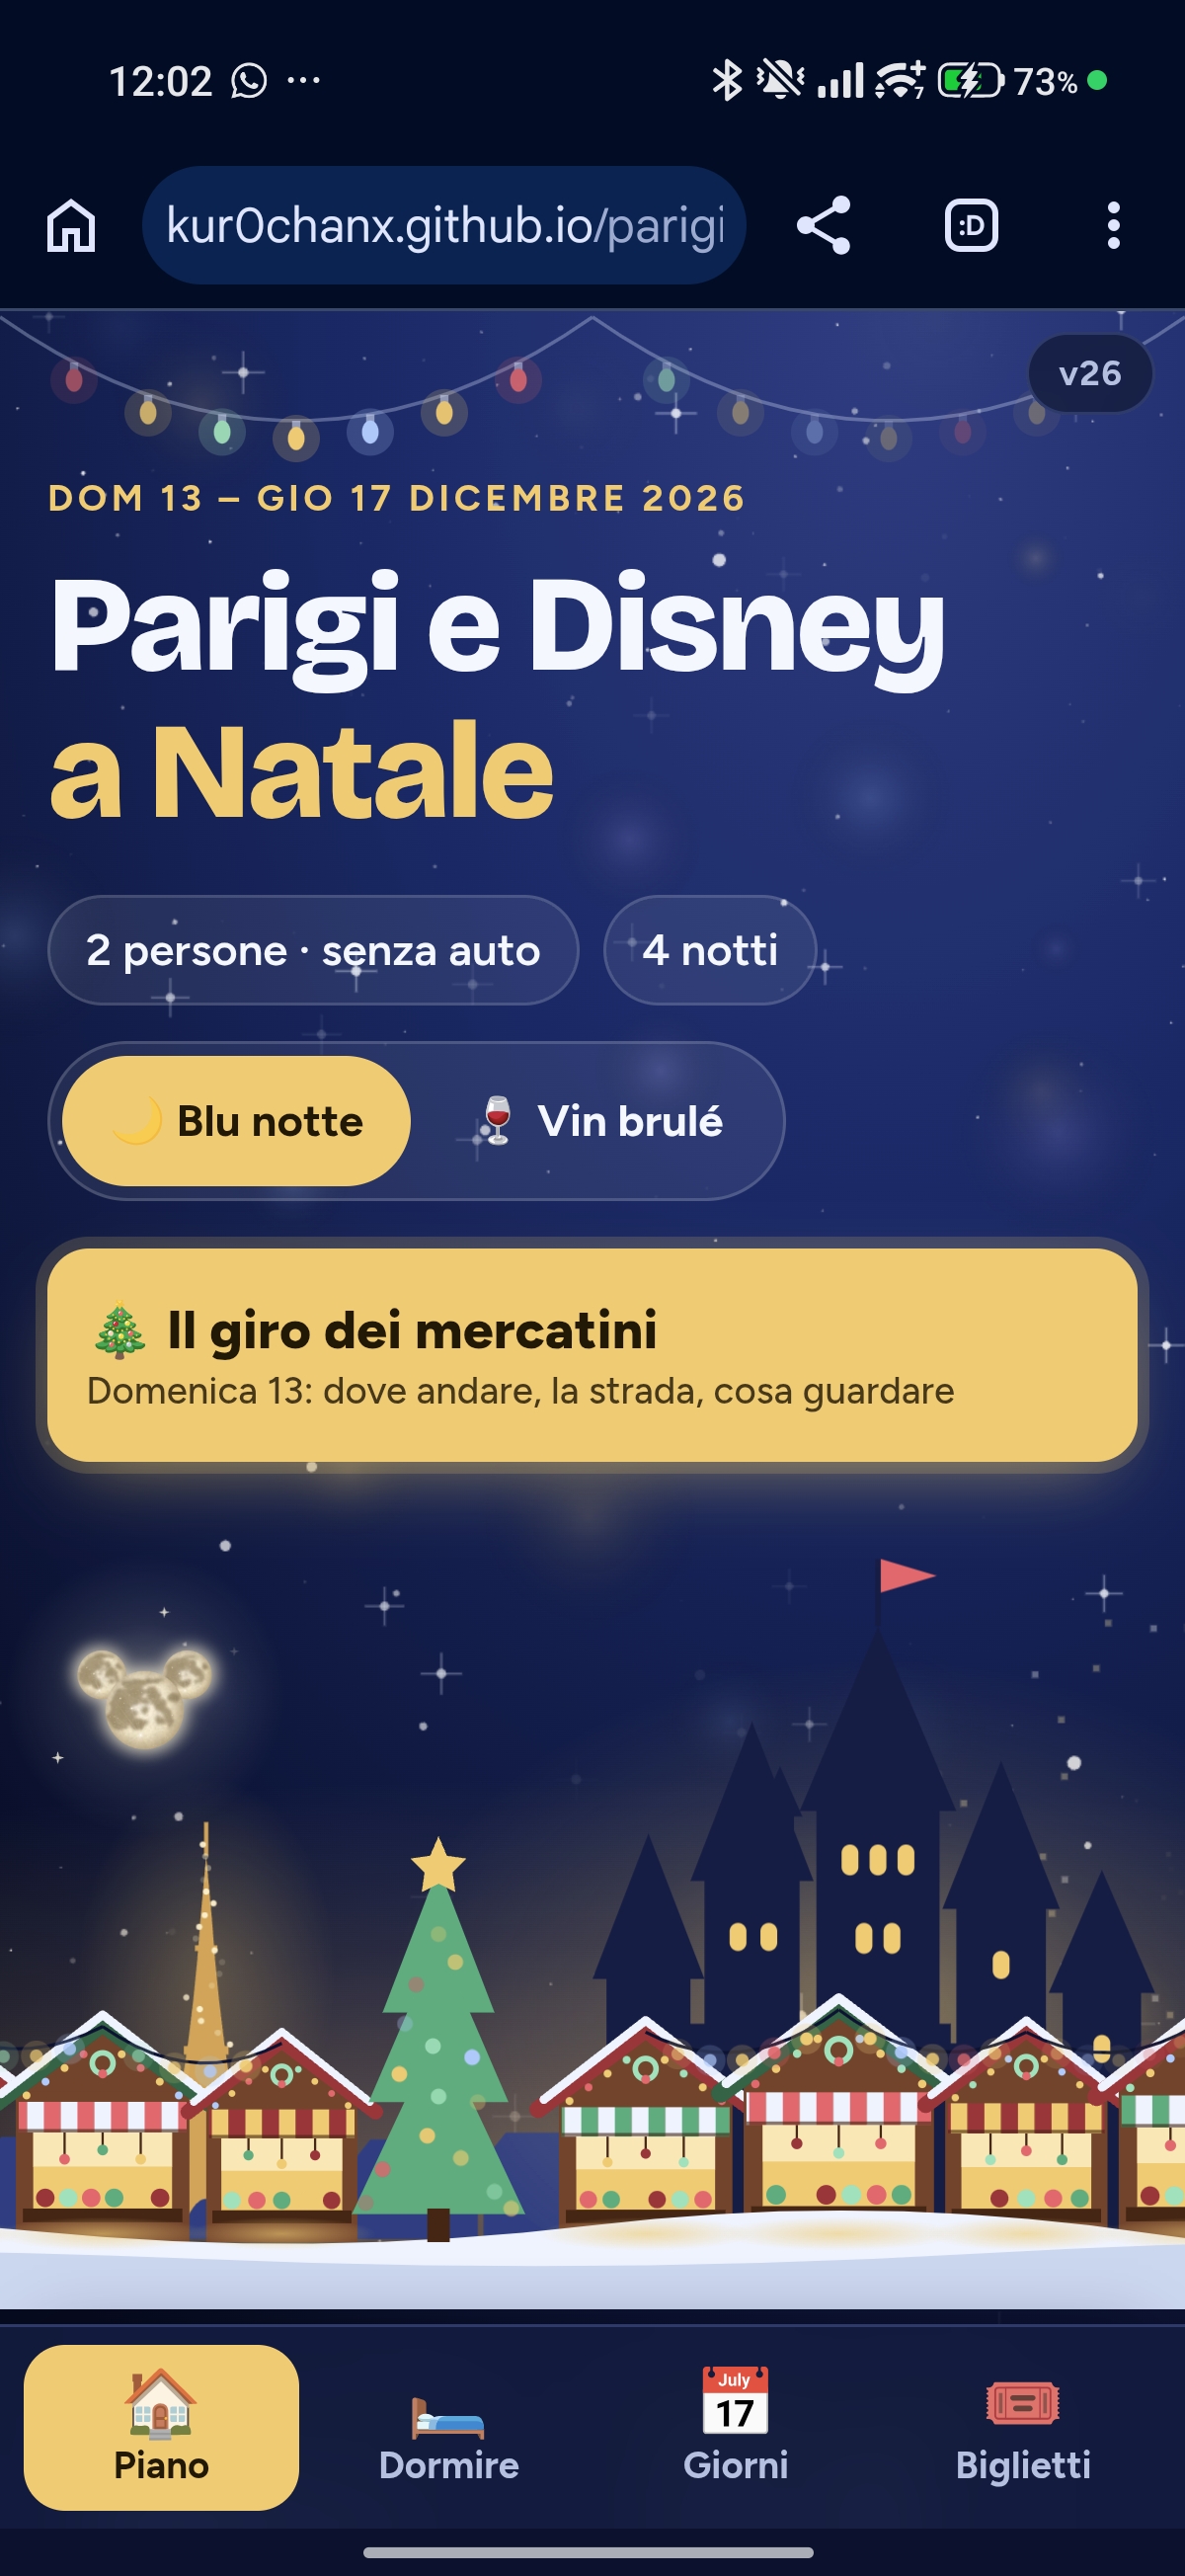 12:02
73%
kur0chanx.github.io/parigi
:D
v26
DOM 13 – GIO 17 DICEMBRE 2026
Parigi e Disney
a Natale
2 persone · senza auto
4 notti
🌙 Blu notte
🍷 Vin brulé
🎄 Il giro dei mercatini
Domenica 13: dove andare, la strada, cosa guardare
July
17
Piano
Dormire
Giorni
Biglietti